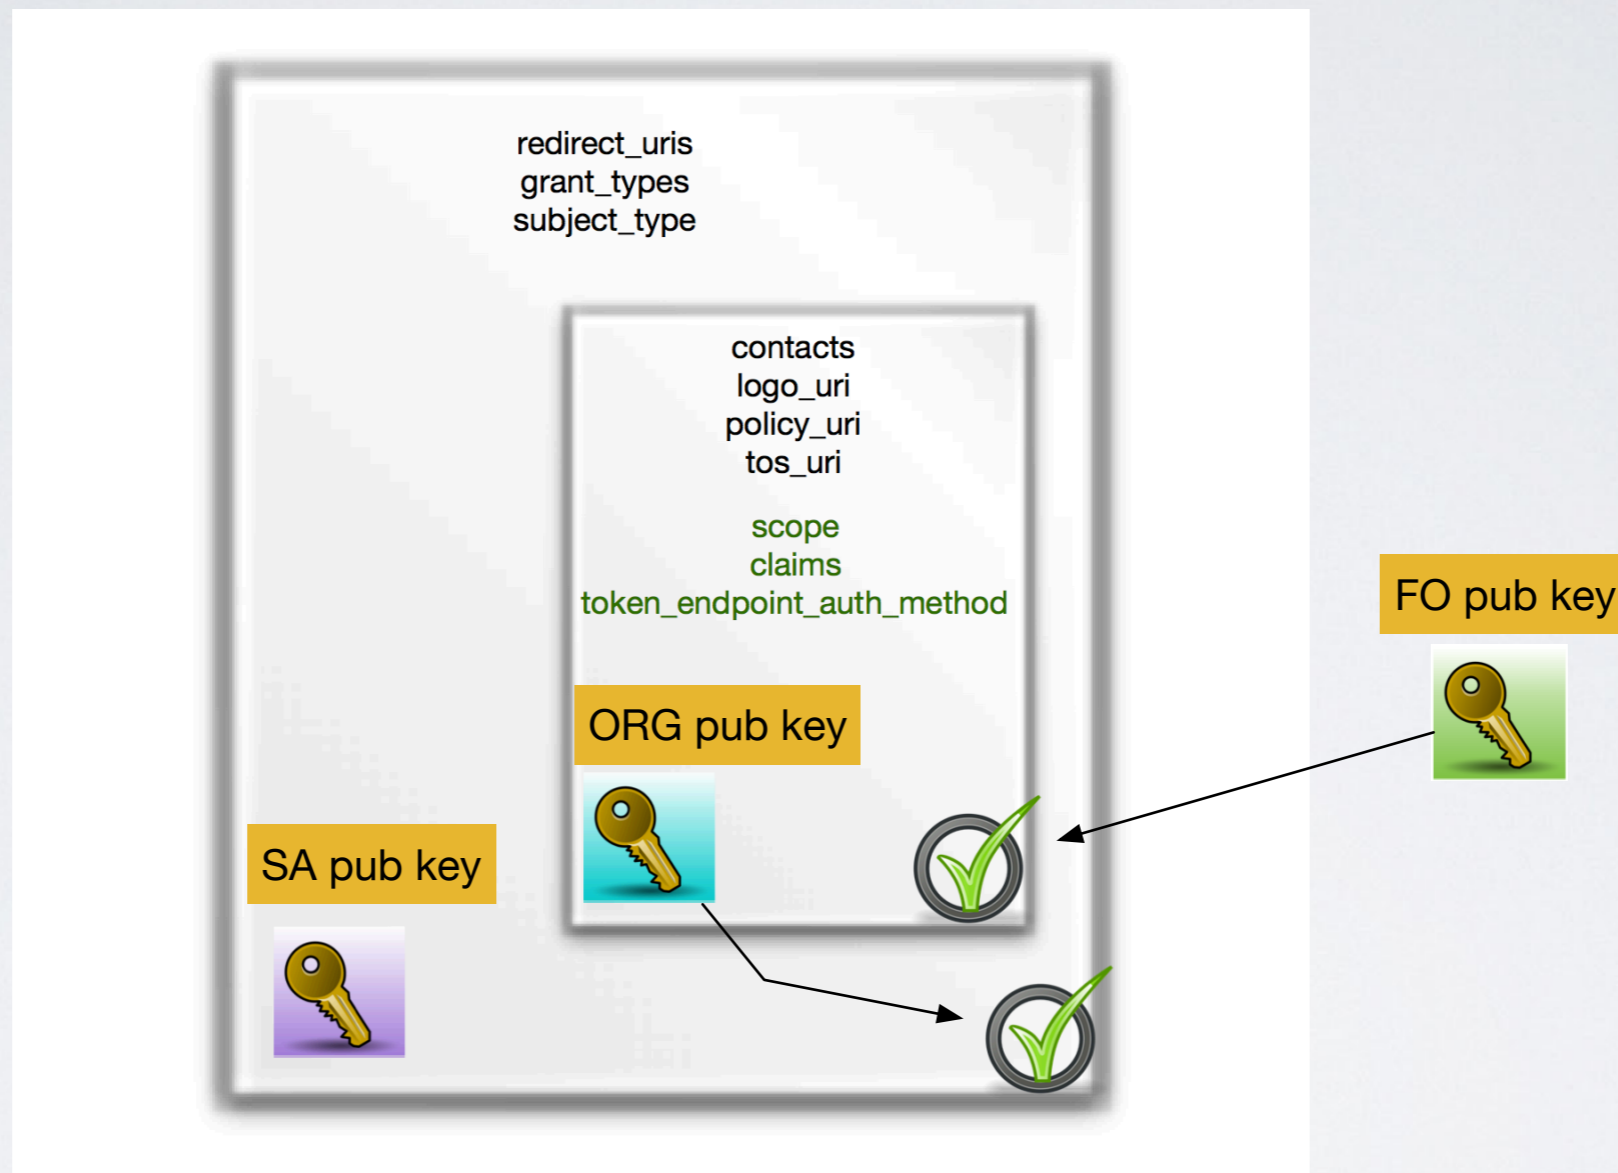 redirect_uris
grant_types
subject_type
contacts
logo_uri
policy_uri
tos_uri
scope
claims
token_endpoint_auth_method
FO pub key
ORG pub key
SA pub key